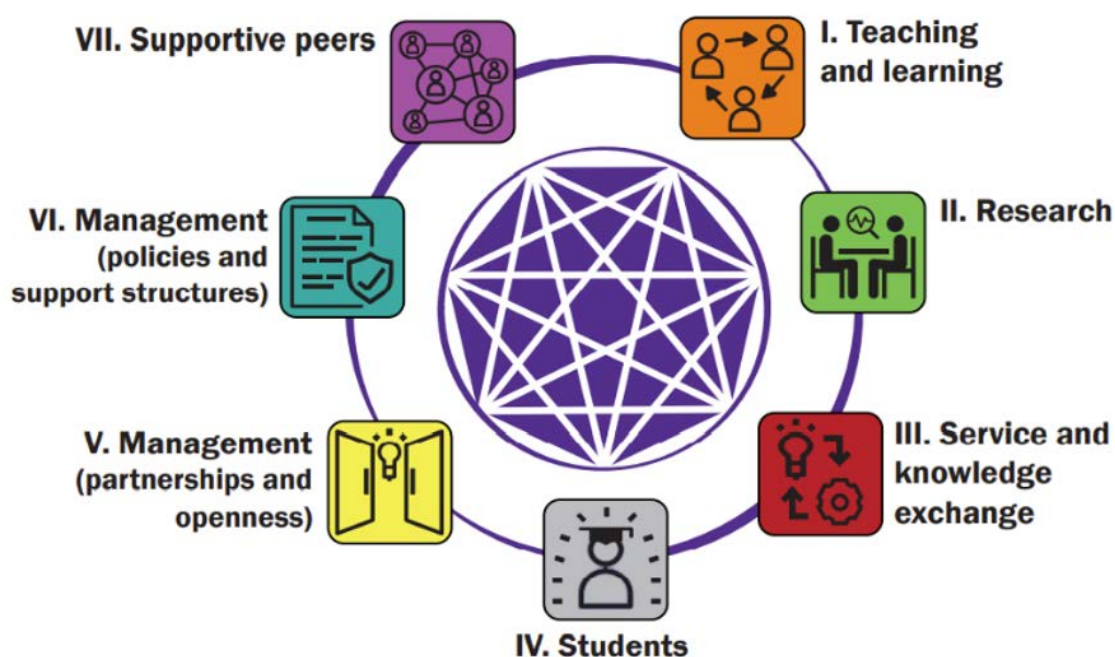 I. Teaching
and learning
II. Research
III. Service and
knowledge
exchange
IV. Students
V. Management
(partnerships and
openness)
VI. Management
(policies and
support structures)
VII. Supportive peers